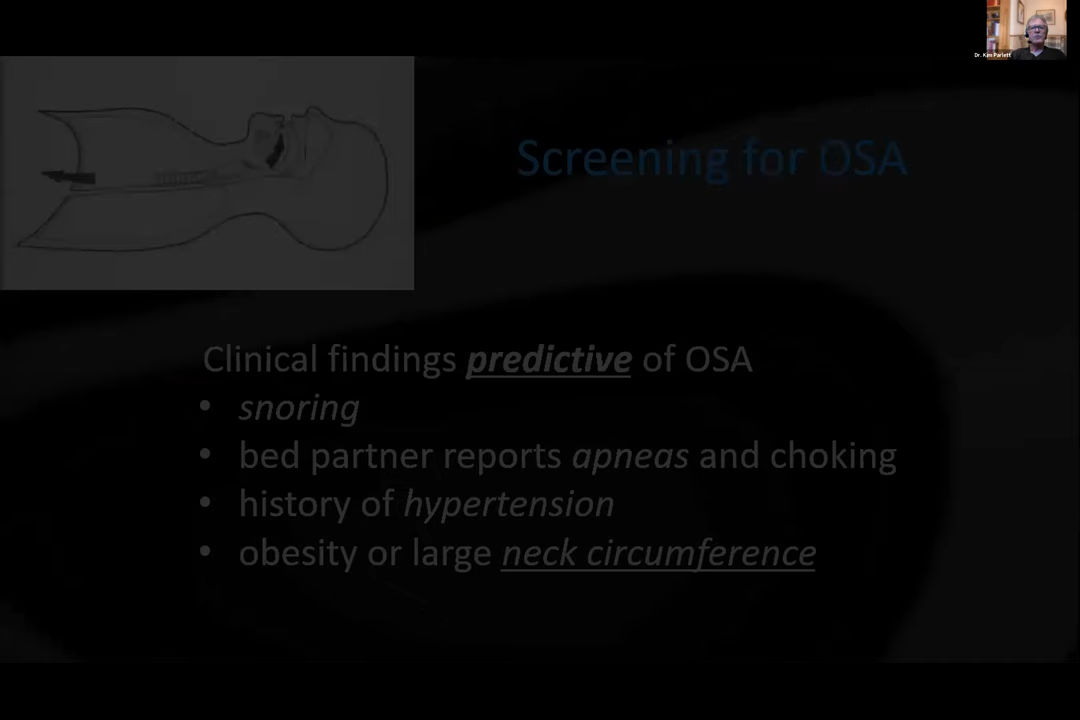 Dr. Kim Parlett
Screening for OSA
Clinical findings predictive of OSA
• snoring
• bed partner reports apneas and choking
• history of hypertension
• obesity or large neck circumference